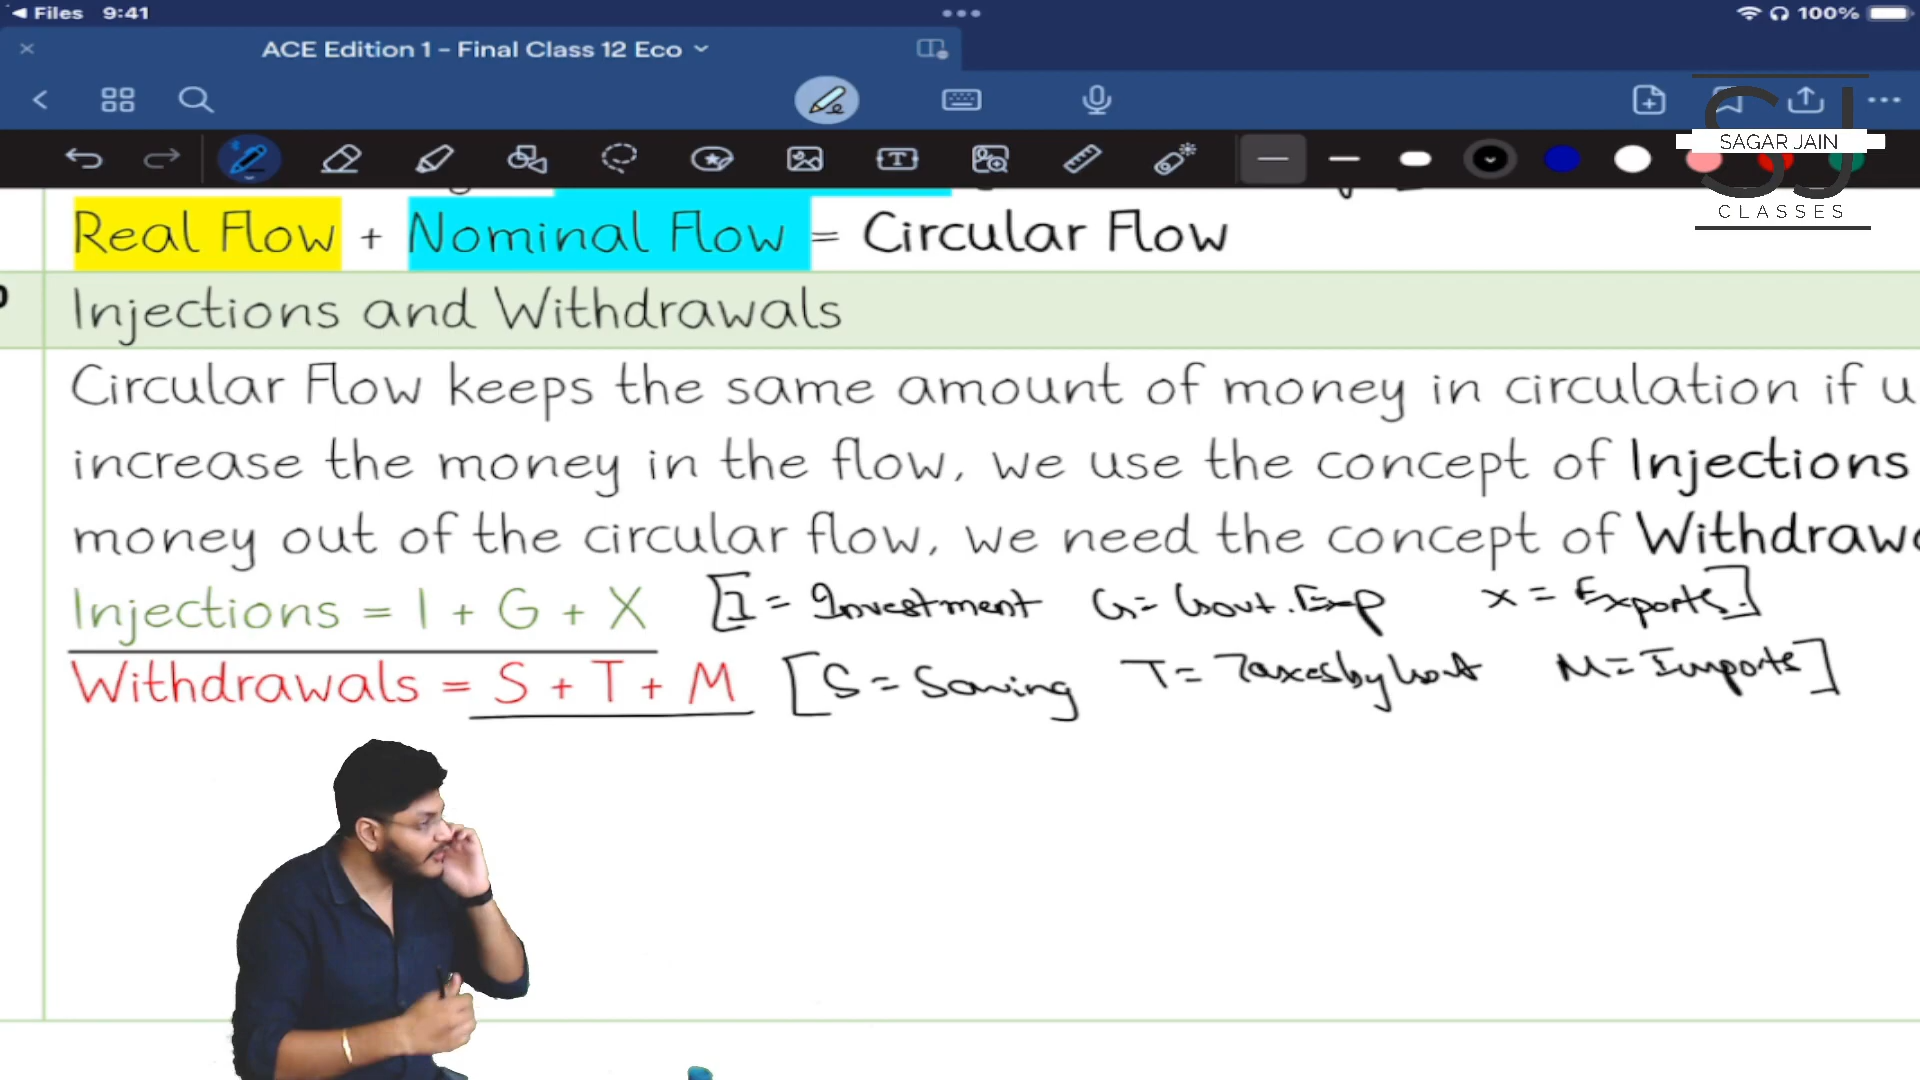 Files 9:41
100%
ACE Edition 1 - Final Class 12 Eco
SJ
SAGAR JAIN
CLASSES
Real Flow + Nominal Flow = Circular Flow
Injections and Withdrawals
Circular Flow keeps the same amount of money in circulation if u
increase the money in the flow, we use the concept of Injections
money out of the circular flow, we need the concept of Withdrawa
Injections = I + G + X [I = Investment G = Govt. Exp X = Exports.]
Withdrawals = S + T + M [S = Saving T = Taxes by Govt M = Imports]